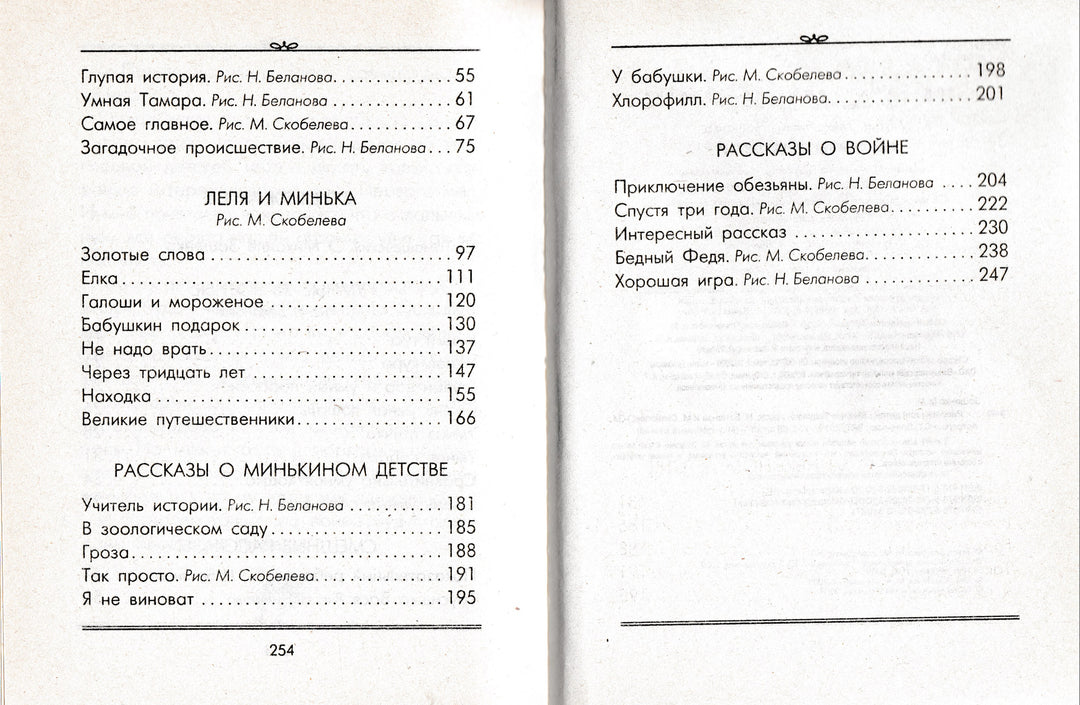 Глупая история. Рис. Н. Беланова. . . . . . . . . . . . . . 55
Умная Тамара. Рис. Н. Беланова . . . . . . . . . . . . . . 61
Самое главное. Рис. М. Скобелева. . . . . . . . . . . . 67
Загадочное происшествие. Рис. Н. Беланова. . . 75
ЛЕЛЯ И МИНЬКА
Рис. М. Скобелева
Золотые слова . . . . . . . . . . . . . . . . . . . . . . . . . . . . 97
Елка. . . . . . . . . . . . . . . . . . . . . . . . . . . . . . . . . . . . . 111
Галоши и мороженое . . . . . . . . . . . . . . . . . . . . . 120
Бабушкин подарок . . . . . . . . . . . . . . . . . . . . . . . . 130
Не надо врать. . . . . . . . . . . . . . . . . . . . . . . . . . . . 137
Через тридцать лет . . . . . . . . . . . . . . . . . . . . . . . 147
Находка . . . . . . . . . . . . . . . . . . . . . . . . . . . . . . . . . 155
Великие путешественники. . . . . . . . . . . . . . . . . . 166
РАССКАЗЫ О МИНЬКИНОМ ДЕТСТВЕ
Учитель истории. Рис. Н. Беланова . . . . . . . . . . . 181
В зоологическом саду. . . . . . . . . . . . . . . . . . . . . 185
Гроза. . . . . . . . . . . . . . . . . . . . . . . . . . . . . . . . . . . . 188
Так просто. Рис. М. Скобелева. . . . . . . . . . . . . . . 191
Я не виноват . . . . . . . . . . . . . . . . . . . . . . . . . . . . . 195
254
У бабушки. Рис. М. Скобелева . . . . . . . . . . . . . . . 198
Хлорофилл. Рис. Н. Беланова. . . . . . . . . . . . . . . . 201
РАССКАЗЫ О ВОЙНЕ
Приключение обезьяны. Рис. Н. Беланова . . . . 204
Спустя три года. Рис. М. Скобелева. . . . . . . . . . 222
Интересный рассказ . . . . . . . . . . . . . . . . . . . . . . 230
Бедный Федя. Рис. М. Скобелева. . . . . . . . . . . . . 238
Хорошая игра. Рис. Н. Беланова . . . . . . . . . . . . . 247